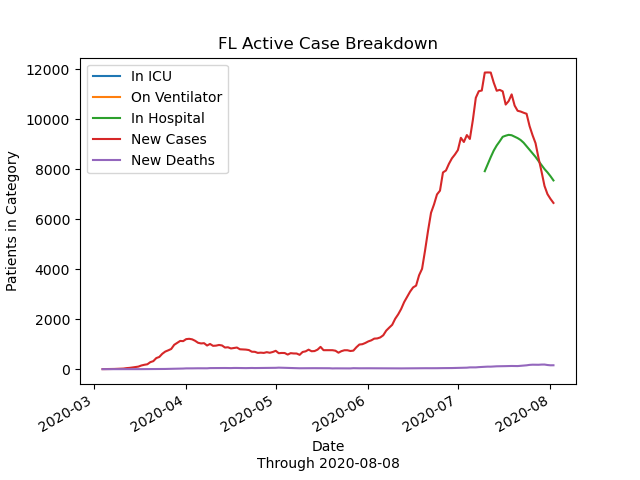 FL Active Case Breakdown
In ICU
On Ventilator
In Hospital
New Cases
New Deaths
Patients in Category
12000
10000
8000
6000
4000
2000
0
2020-03
2020-04
2020-05
2020-06
2020-07
2020-08
Date
Through 2020-08-08